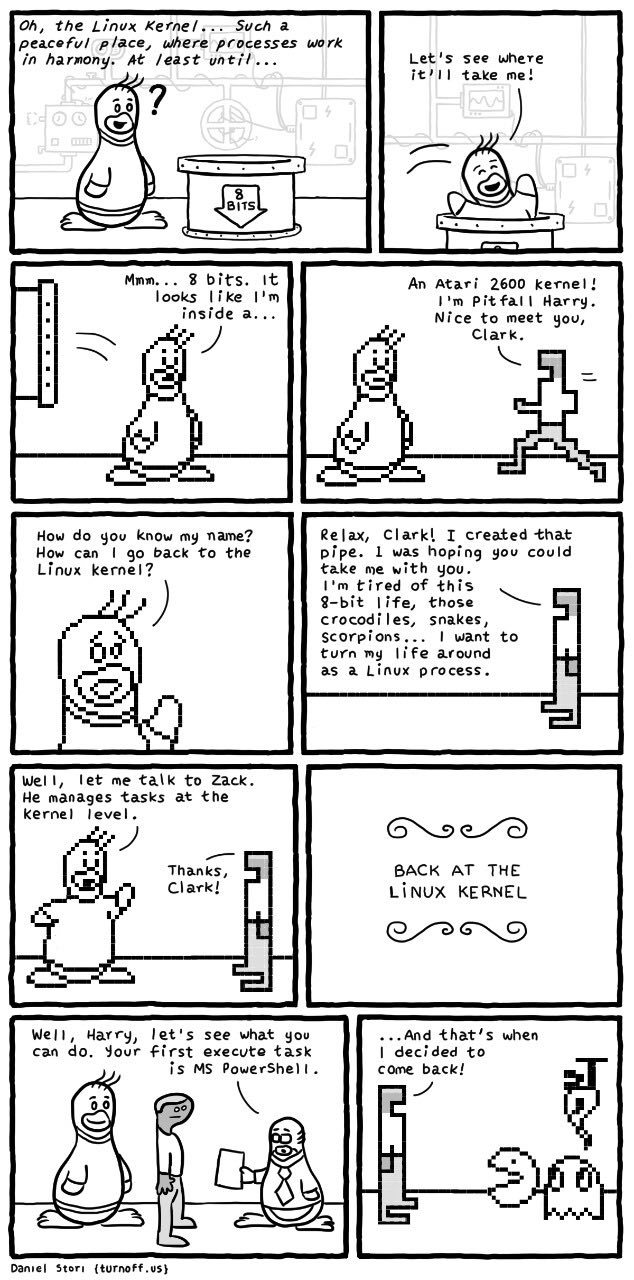 Oh, the Linux Kernel... Such a
peaceful place, where processes work
in harmony. At least until...
?
8
BITS
Let's see where
it'll take me!
Mmm... 8 bits. It
looks like I'm
inside a...
An Atari 2600 kernel!
I'm Pitfall Harry.
Nice to meet you,
Clark.
How do you know my name?
How can I go back to the
Linux kernel?
Relax, Clark! I created that
pipe. I was hoping you could
take me with you.
I'm tired of this
8-bit life, those
crocodiles, snakes,
scorpions... I want to
turn my life around
as a Linux process.
Well, let me talk to Zack.
He manages tasks at the
kernel level.
Thanks,
Clark!
BACK AT THE
LINUX KERNEL
Well, Harry, let's see what you
can do. Your first execute task
is MS PowerShell.
...And that's when
I decided to
come back!
Daniel Stori {turnoff.us}